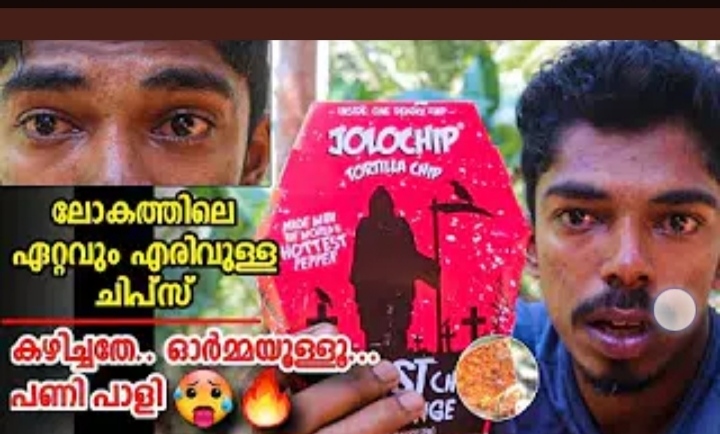 INSIDE: ONE SINGLE CHIP
JOLOCHIP
TORTILLA CHIP
MADE WITH
THE WORLD'S
HOTTEST
PEPPER
ലോകത്തിലെ
ഏറ്റവും എരിവുള്ള
ചിപ്സ്
കഴിച്ചതേ.. ഓർമ്മയുള്ളൂ...
പണി പാളി 🥵🔥